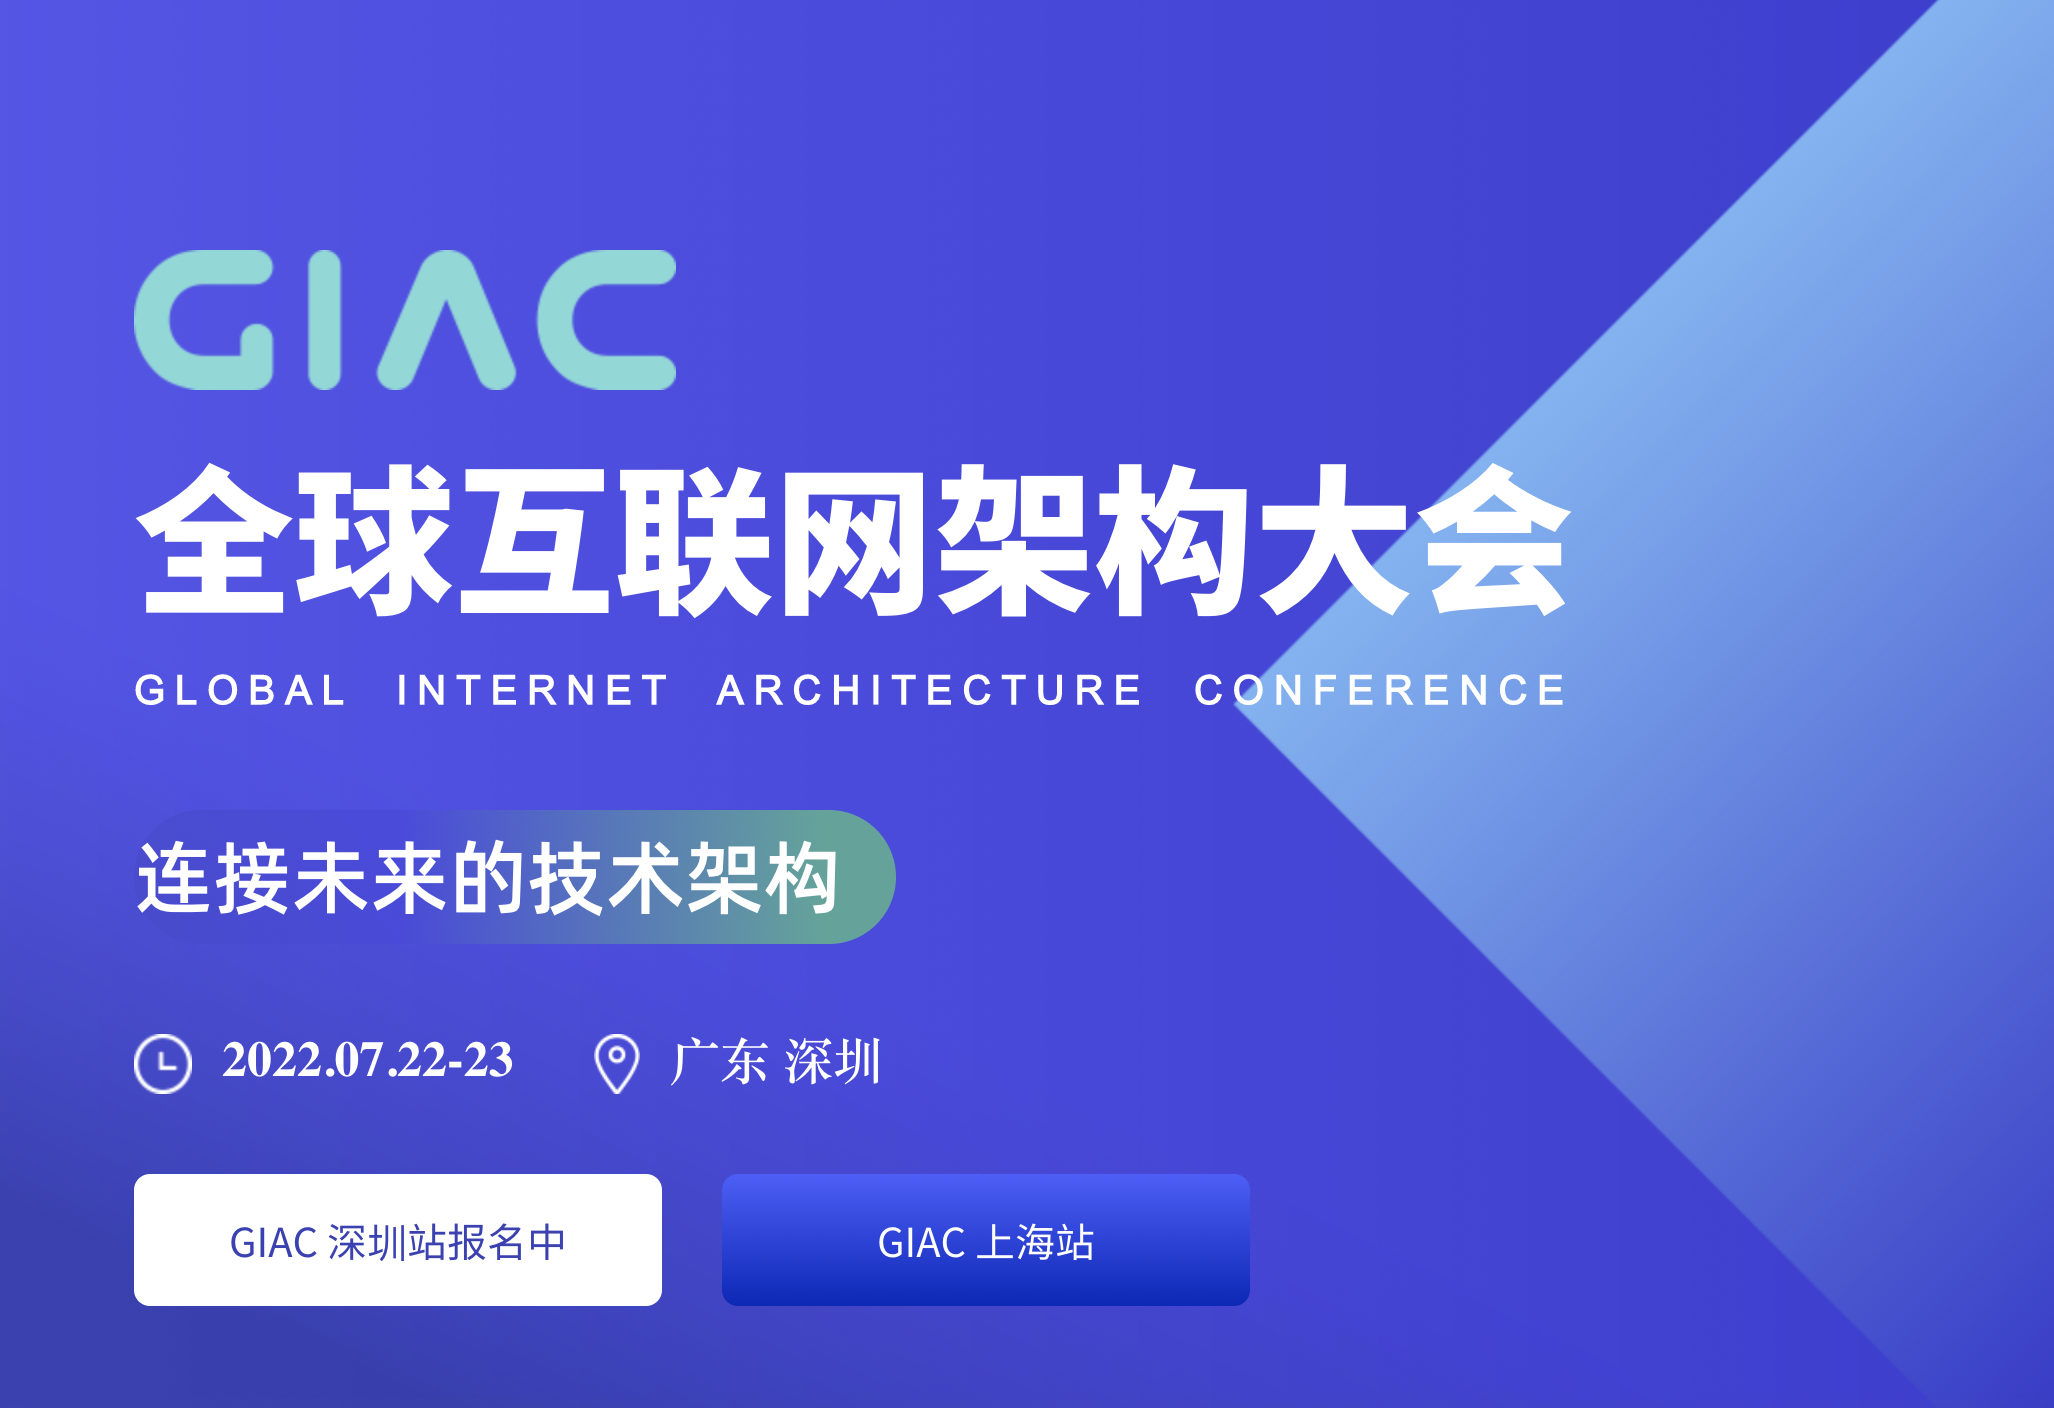 GIAC
全球互联网架构大会
GLOBAL INTERNET ARCHITECTURE CONFERENCE
连接未来的技术架构
2022.07.22-23 广东 深圳
GIAC 深圳站报名中 GIAC 上海站